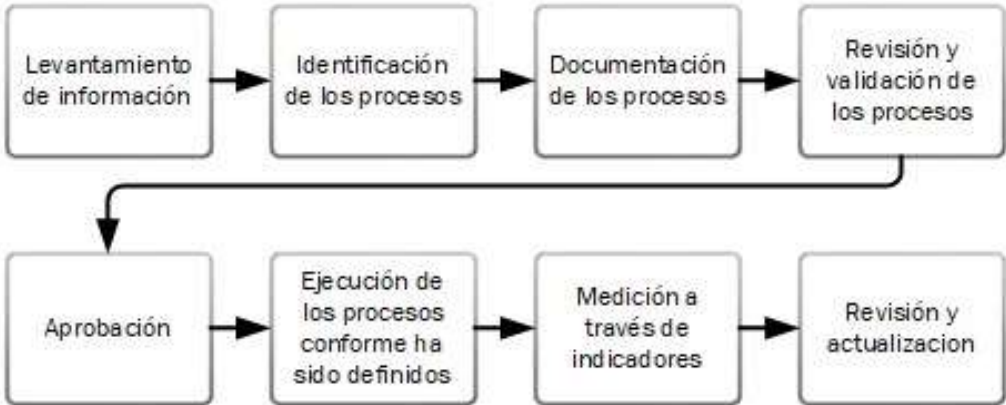 Levantamiento
de información
Identificación
de los procesos
Documentación
de los procesos
Revisión y
validación de
los procesos
Aprobación
Ejecución de
los procesos
conforme ha
sido definidos
Medición a
través de
indicadores
Revisión y
actualizacion